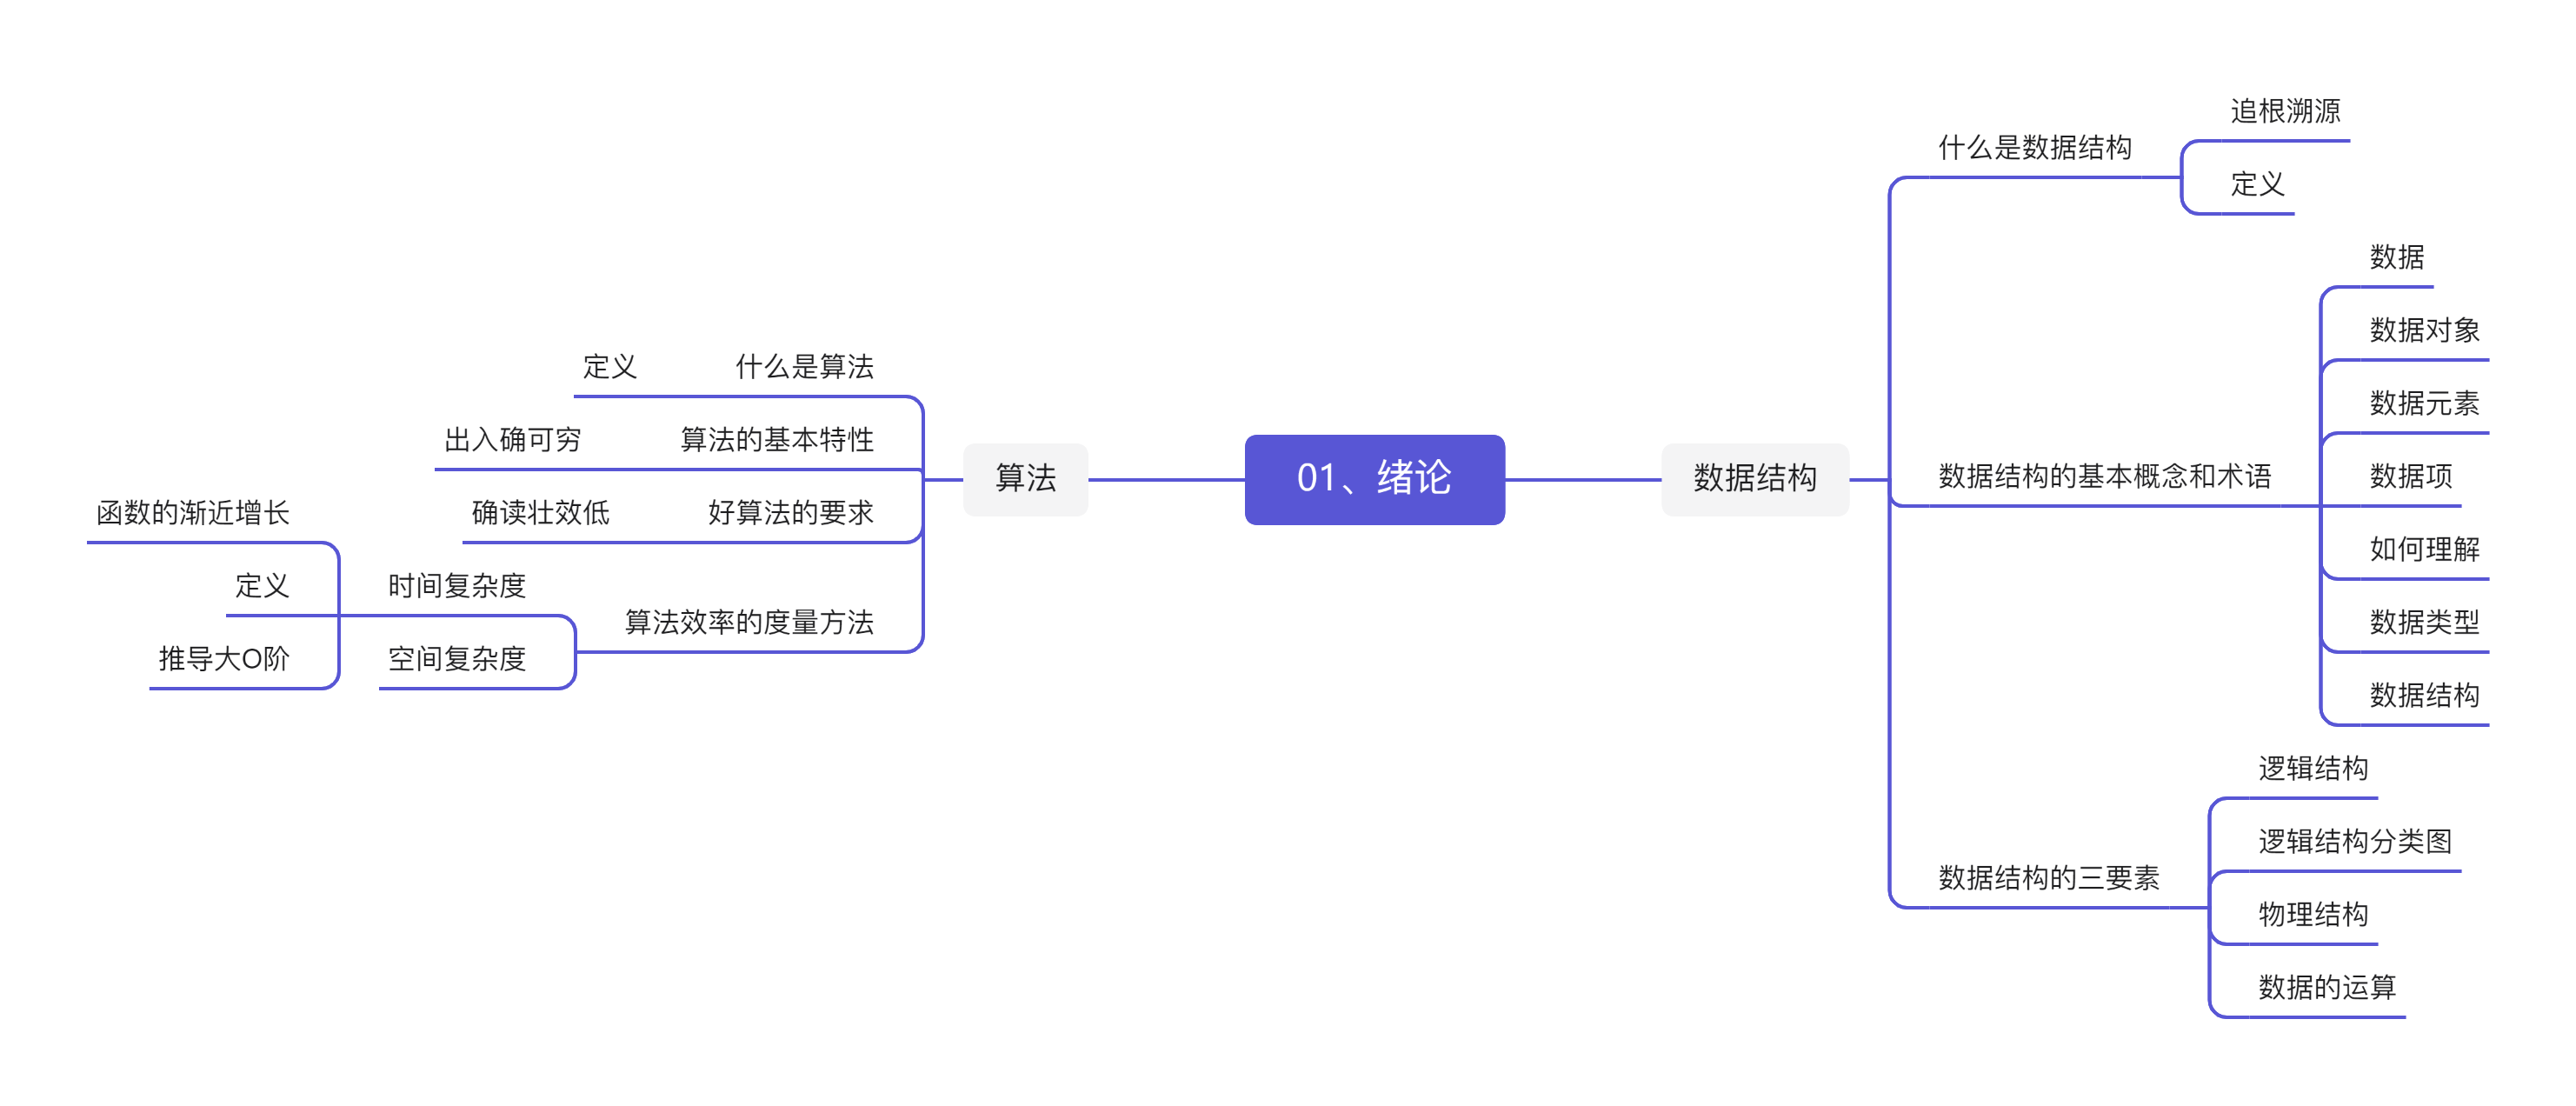 01、绪论
数据结构
什么是数据结构
追根溯源
定义
数据结构的基本概念和术语
数据
数据对象
数据元素
数据项
如何理解
数据类型
数据结构
数据结构的三要素
逻辑结构
逻辑结构分类图
物理结构
数据的运算
算法
什么是算法
定义
算法的基本特性
出入确可穷
好算法的要求
确读壮效低
算法效率的度量方法
时间复杂度
函数的渐近增长
定义
推导大O阶
空间复杂度